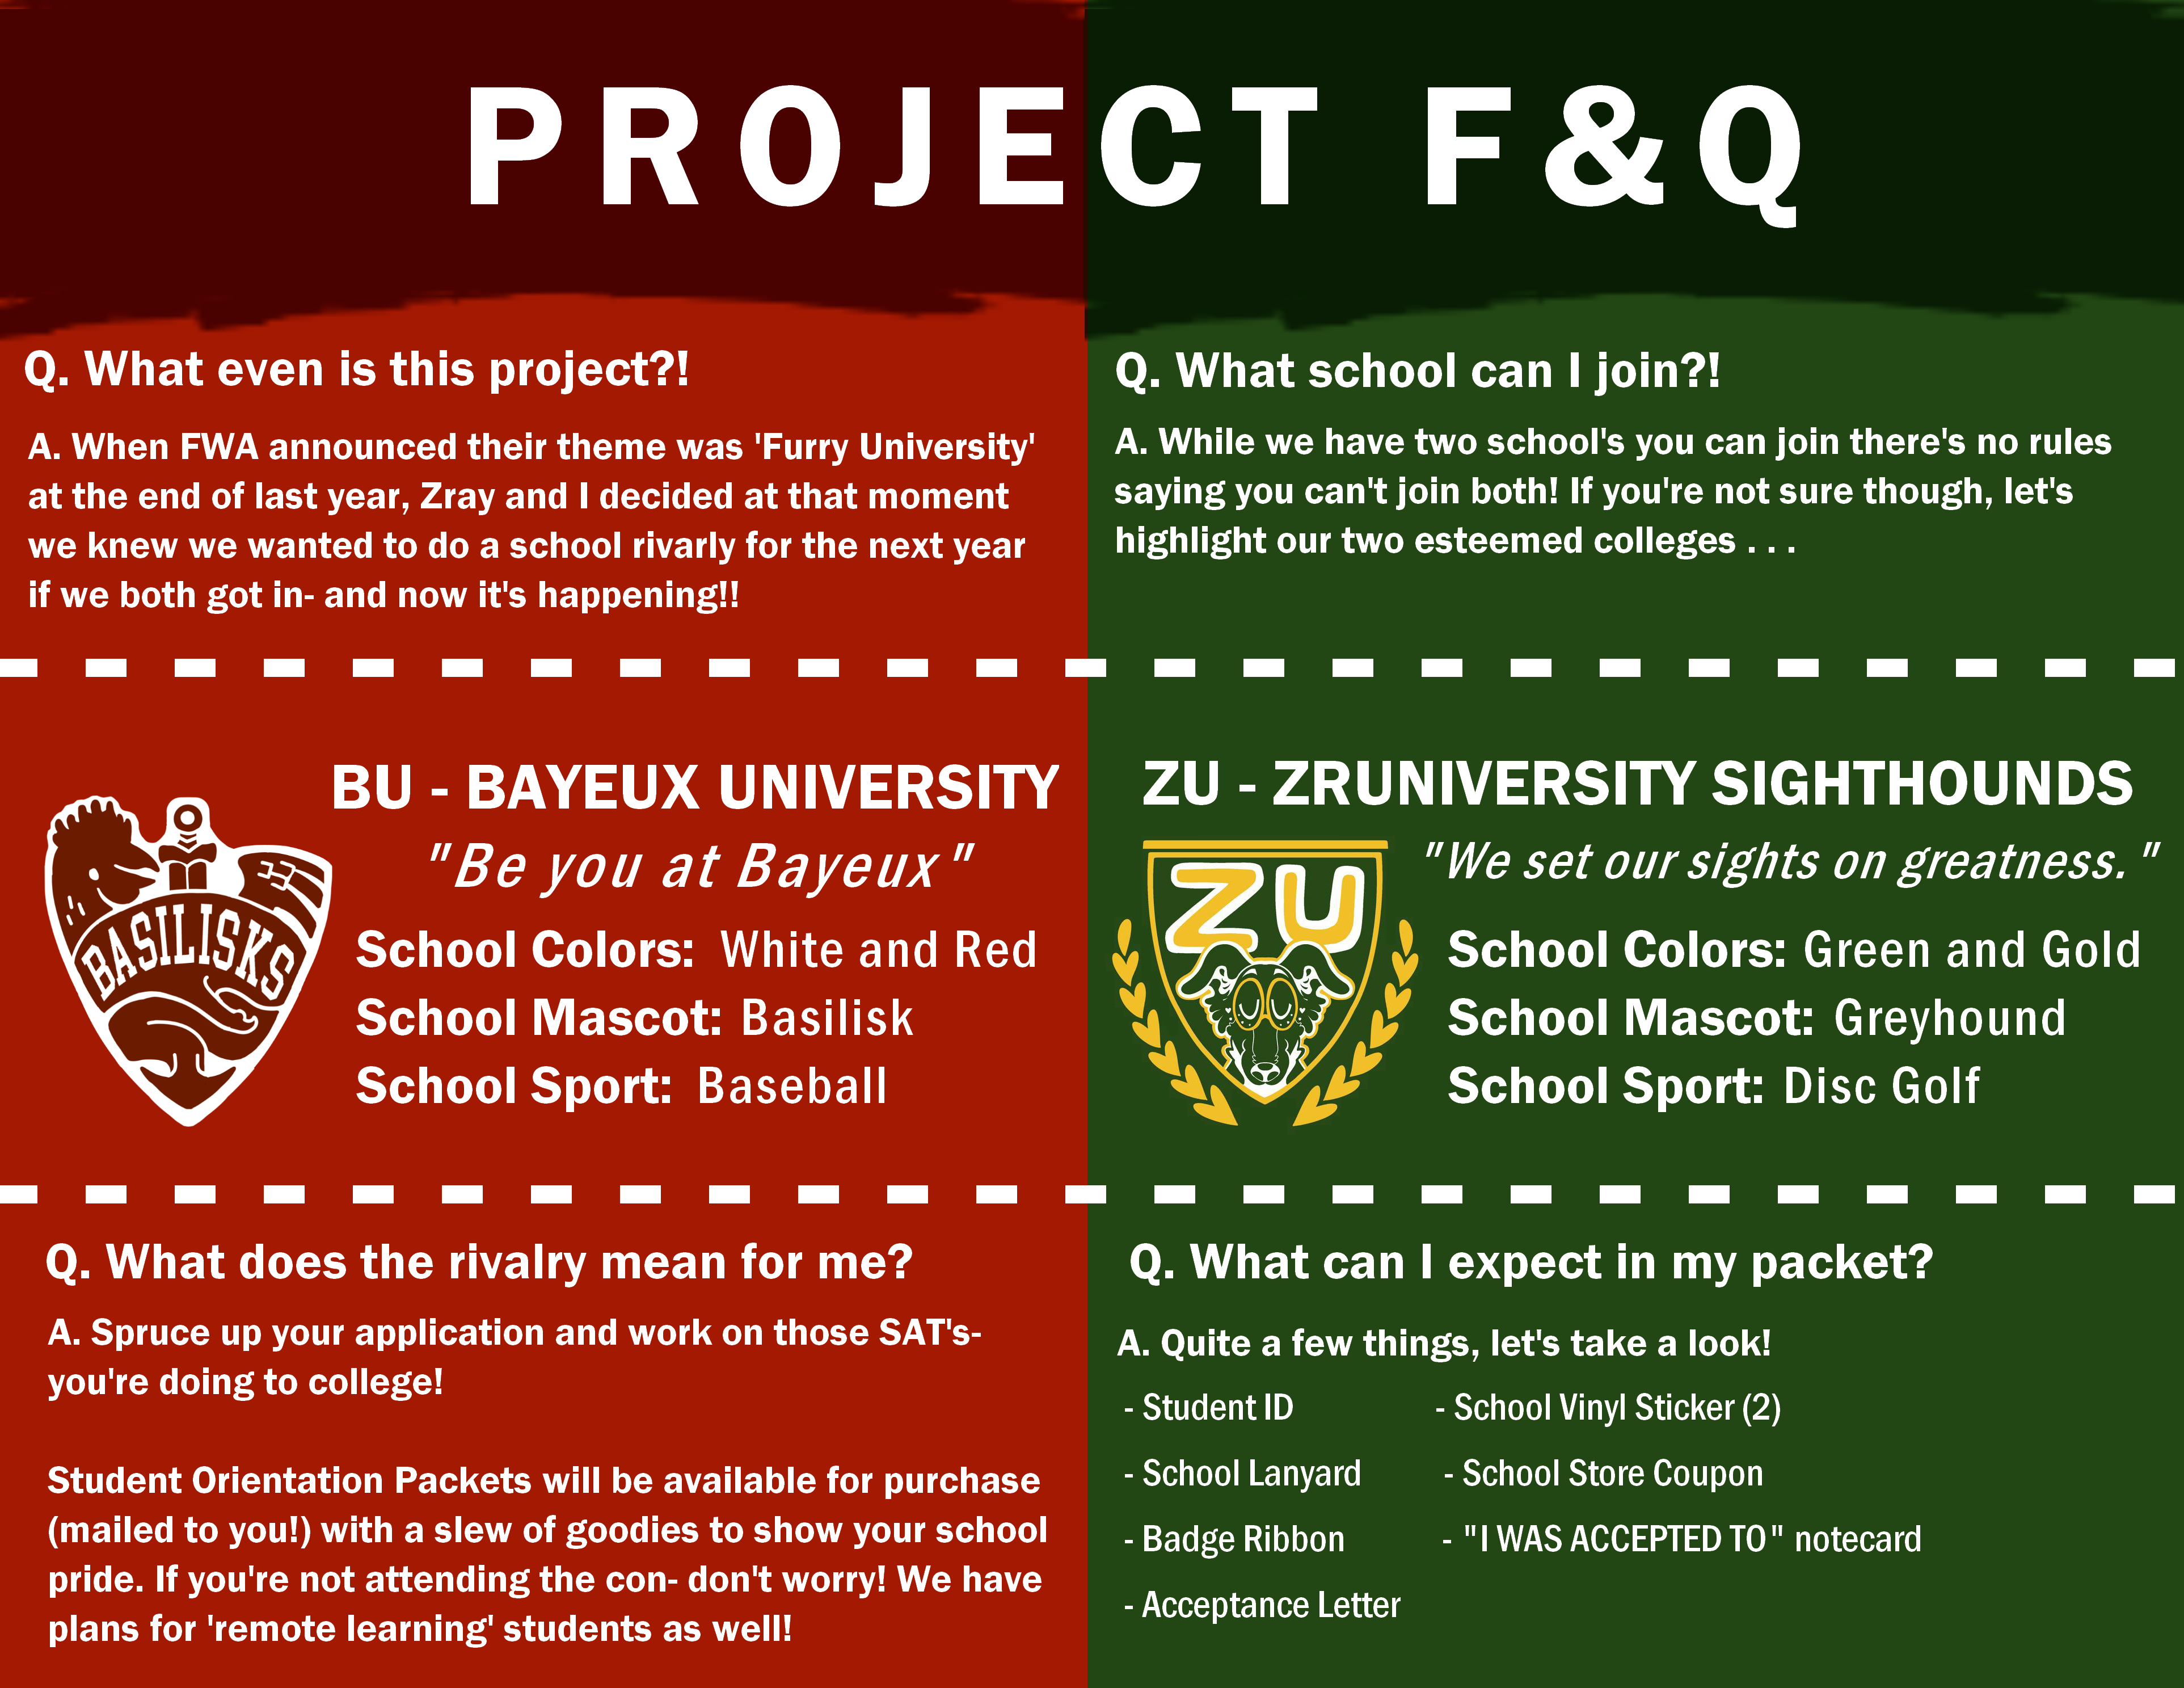 PROJECT F&Q
Q. What even is this project?!
A. When FWA announced their theme was 'Furry University'
at the end of last year, Zray and I decided at that moment
we knew we wanted to do a school rivarly for the next year
if we both got in- and now it's happening!!
Q. What school can I join?!
A. While we have two school's you can join there's no rules
saying you can't join both! If you're not sure though, let's
highlight our two esteemed colleges . . .
BU - BAYEUX UNIVERSITY
"Be you at Bayeux"
BASILISKS
School Colors: White and Red
School Mascot: Basilisk
School Sport: Baseball
ZU - ZRUNIVERSITY SIGHTHOUNDS
"We set our sights on greatness."
ZU
School Colors: Green and Gold
School Mascot: Greyhound
School Sport: Disc Golf
Q. What does the rivalry mean for me?
A. Spruce up your application and work on those SAT's-
you're doing to college!
Student Orientation Packets will be available for purchase
(mailed to you!) with a slew of goodies to show your school
pride. If you're not attending the con- don't worry! We have
plans for 'remote learning' students as well!
Q. What can I expect in my packet?
A. Quite a few things, let's take a look!
- Student ID
- School Lanyard
- Badge Ribbon
- Acceptance Letter
- School Vinyl Sticker (2)
- School Store Coupon
- "I WAS ACCEPTED TO" notecard